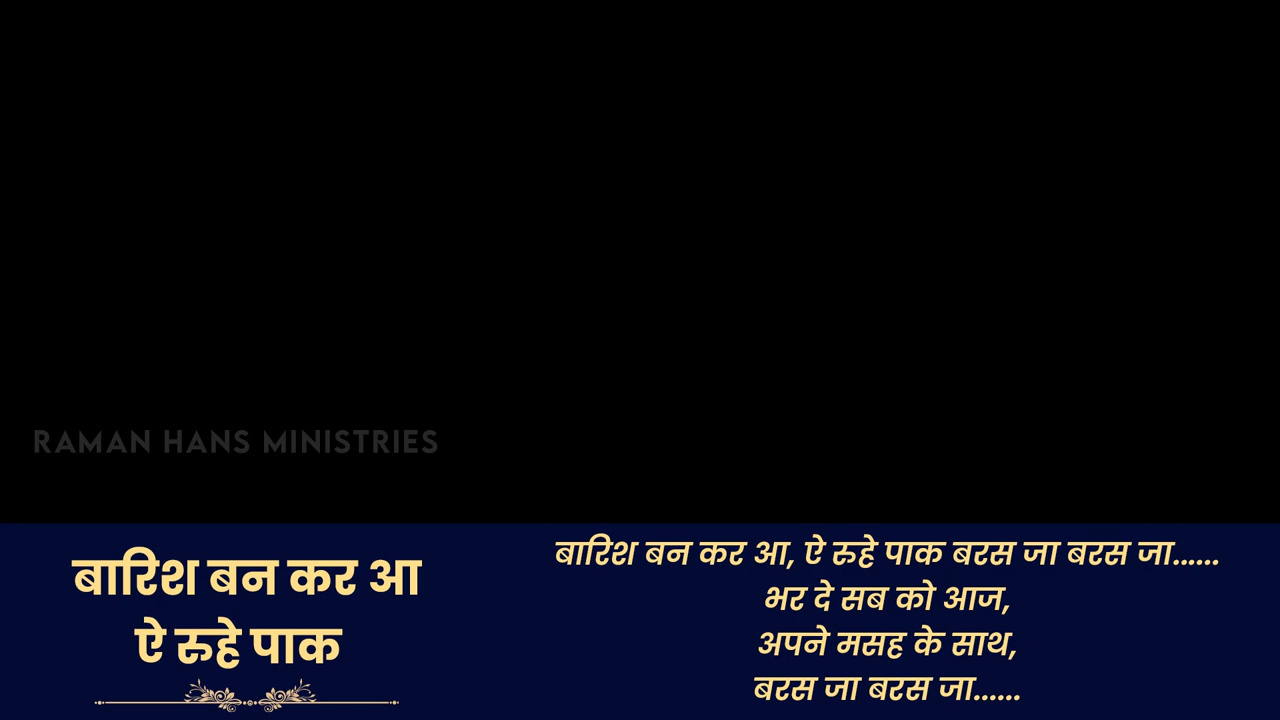 RAMAN HANS MINISTRIES
बारिश बन कर आ
ऐ रुहे पाक
बारिश बन कर आ, ऐ रुहे पाक बरस जा बरस जा......
भर दे सब को आज,
अपने मसह के साथ,
बरस जा बरस जा......